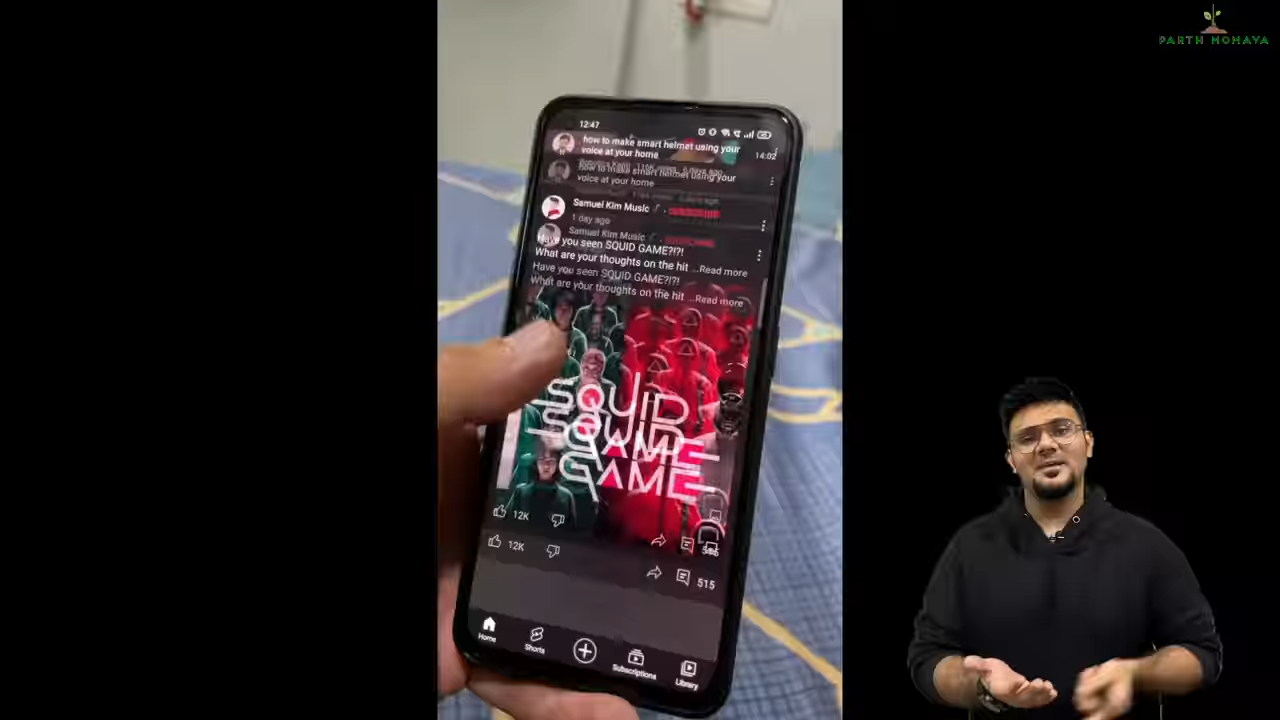 PARTH MOMAYA
12:47
how to make smart helmet using your
voice at your home
14:02
how to make smart helmet using your
voice at your home
Samuel Kim Music
1 day ago
Samuel Kim Music
Have you seen SQUID GAME?!?!
What are your thoughts on the hit ...Read more
Have you seen SQUID GAME?!?!
What are your thoughts on the hit ...Read more
SQUID
SQUID
GAME
GAME
12K
12K
515
Home
Shorts
Subscriptions
Library